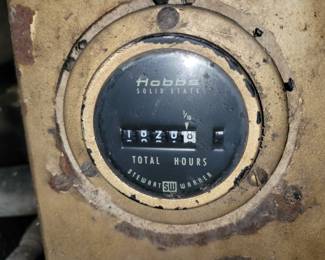 Hobbs
SOLID STATE
1/10
TOTAL HOURS
STEWART SW WARNER